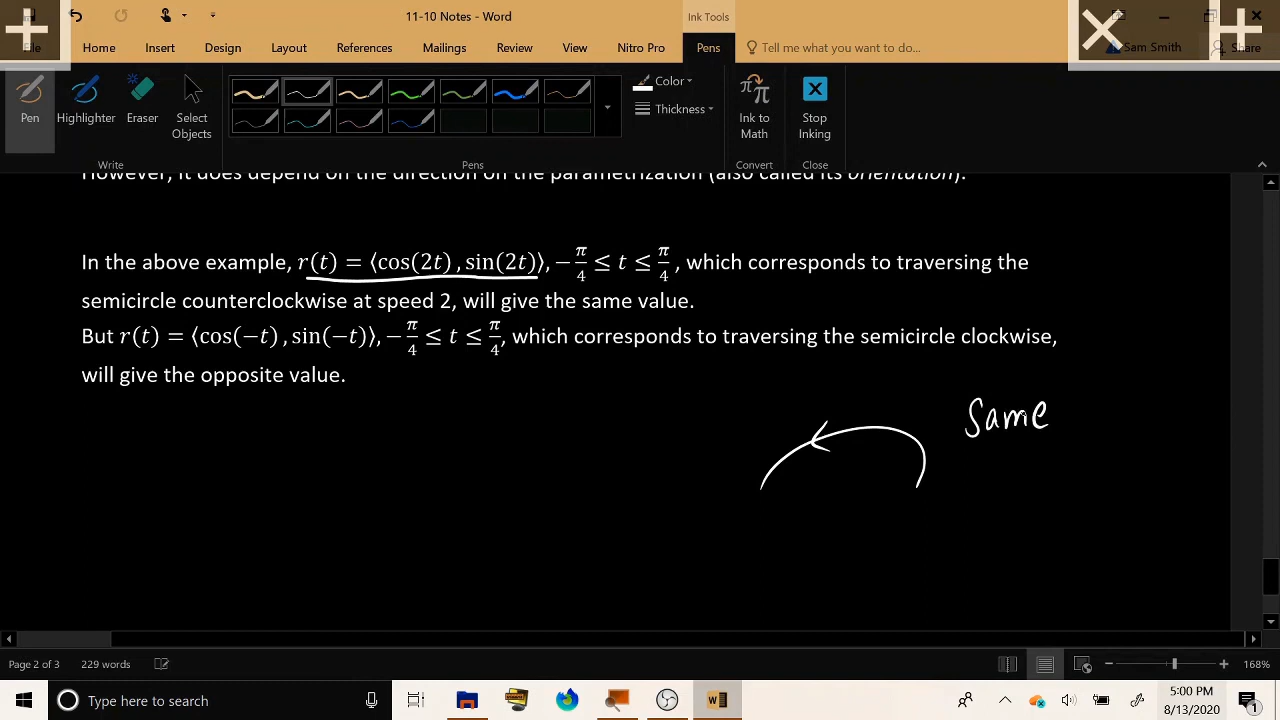 11-10 Notes - Word
Ink Tools
File Home Insert Design Layout References Mailings Review View Nitro Pro Pens Tell me what you want to do... Sam Smith Share
Pen Highlighter Eraser Select Objects
Color
Thickness
Ink to Math
Stop Inking
Write Pens Convert Close
However, it does depend on the direction on the parametrization (also called its orientation).
In the above example, r(t) = ⟨cos(2t), sin(2t)⟩, −π/4 ≤ t ≤ π/4, which corresponds to traversing the
semicircle counterclockwise at speed 2, will give the same value.
But r(t) = ⟨cos(−t), sin(−t)⟩, −π/4 ≤ t ≤ π/4, which corresponds to traversing the semicircle clockwise,
will give the opposite value.
Same
Page 2 of 3 229 words 168%
Type here to search
5:00 PM
8/13/2020
1